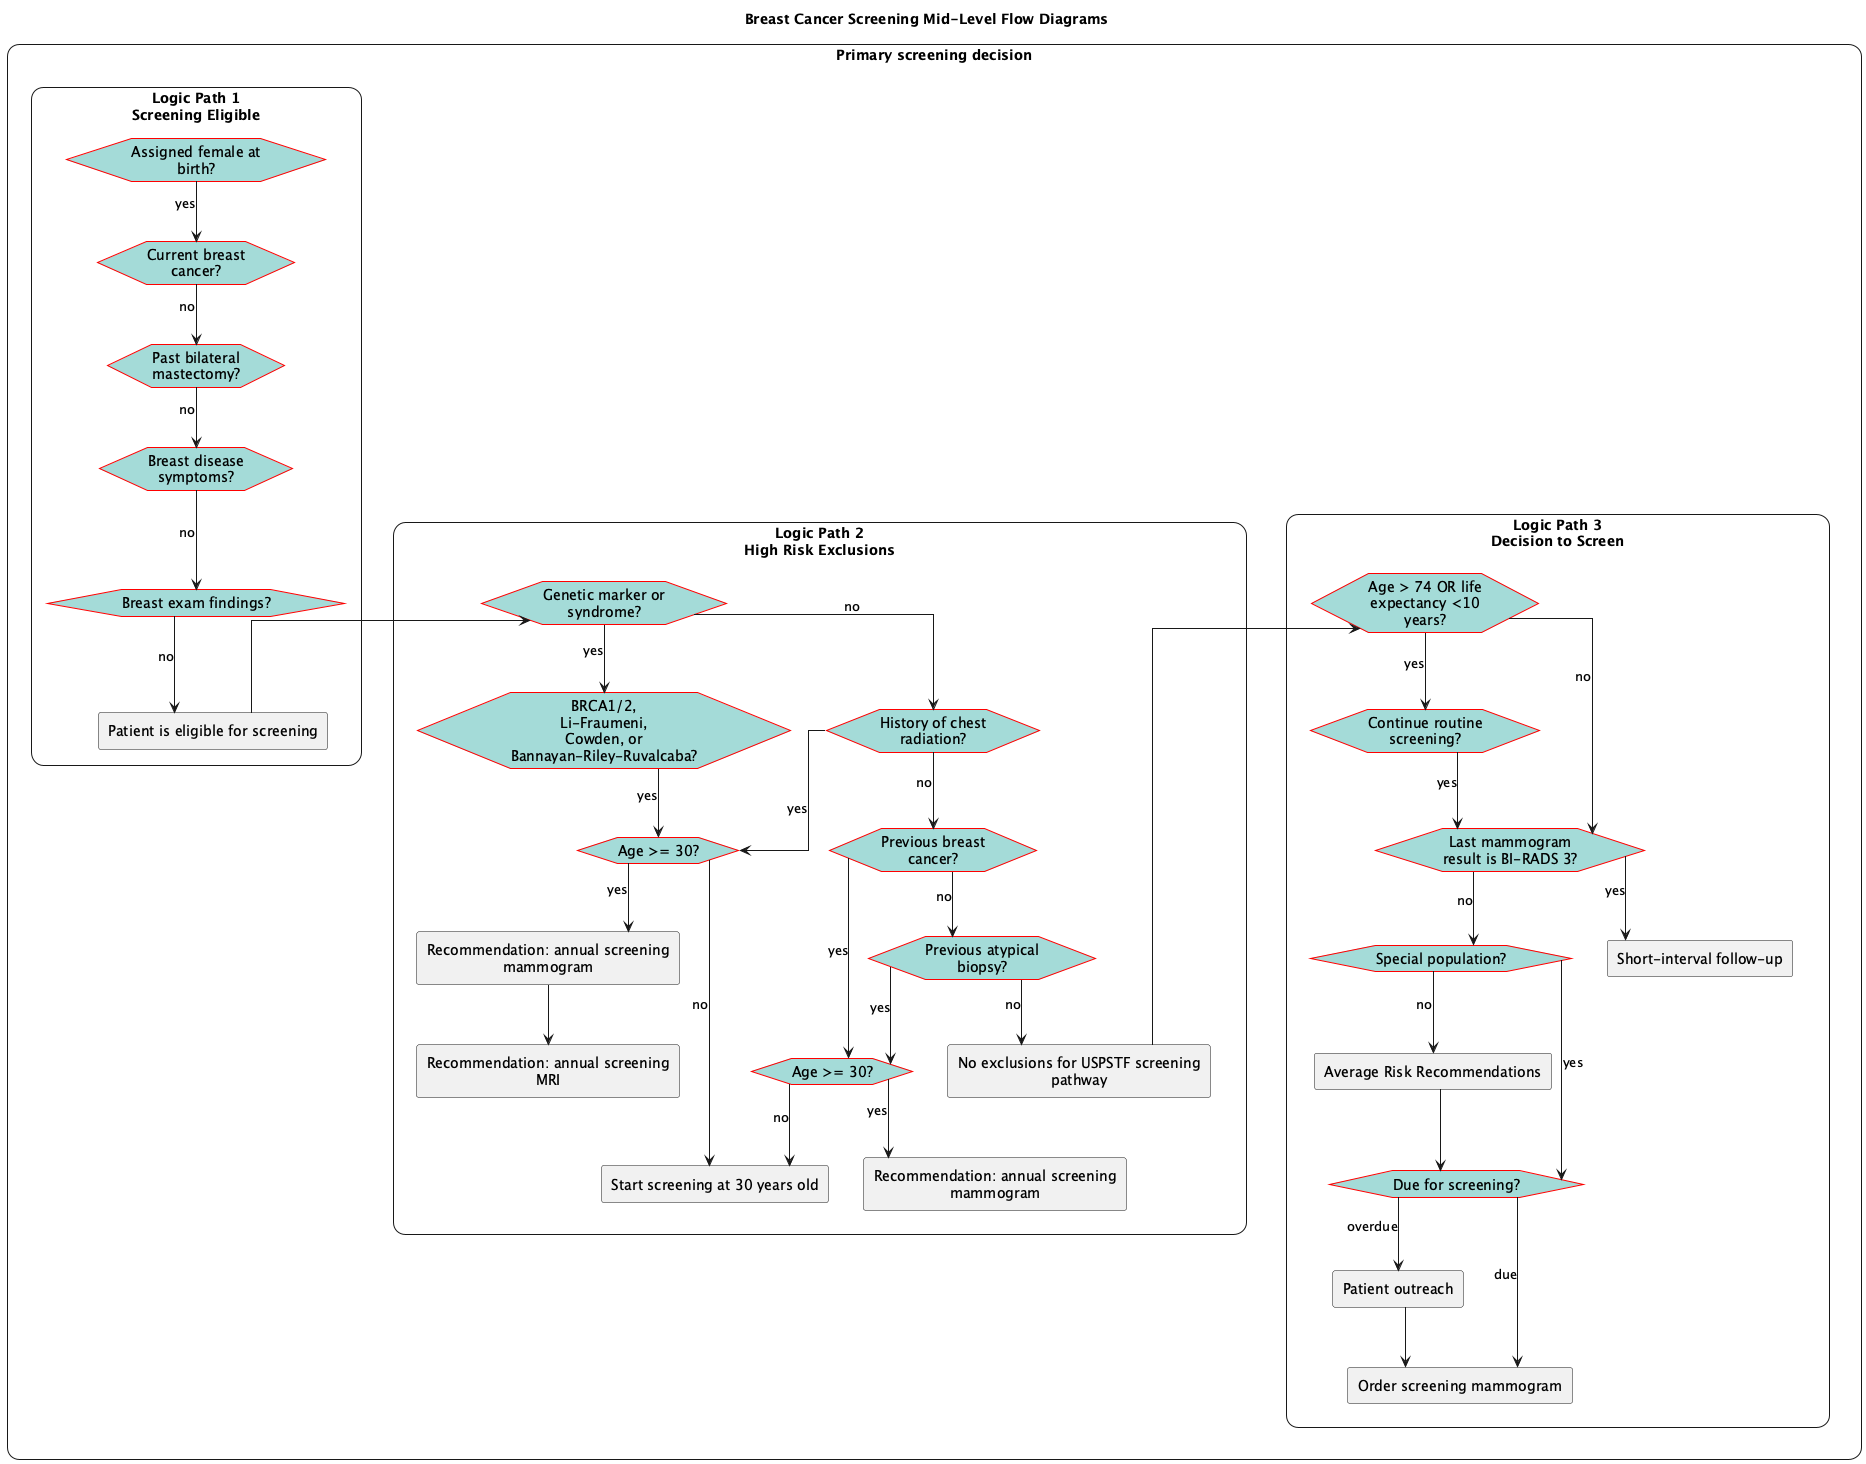 Breast Cancer Screening Mid-Level Flow Diagrams
Primary screening decision
Logic Path 1
Screening Eligible
Assigned female at
birth?
yes
Current breast
cancer?
no
Past bilateral
mastectomy?
no
Breast disease
symptoms?
no
Breast exam findings?
no
Patient is eligible for screening
Logic Path 2
High Risk Exclusions
Genetic marker or
syndrome?
no
yes
BRCA1/2,
Li-Fraumeni,
Cowden, or
Bannayan-Riley-Ruvalcaba?
History of chest
radiation?
yes
yes
no
Age >= 30?
Previous breast
cancer?
yes
no
yes
no
Recommendation: annual screening
mammogram
Previous atypical
biopsy?
yes
no
Recommendation: annual screening
MRI
Age >= 30?
No exclusions for USPSTF screening
pathway
no
yes
Start screening at 30 years old
Recommendation: annual screening
mammogram
Logic Path 3
Decision to Screen
Age > 74 OR life
expectancy <10
years?
yes
no
Continue routine
screening?
yes
Last mammogram
result is BI-RADS 3?
no
yes
Special population?
Short-interval follow-up
no
yes
Average Risk Recommendations
Due for screening?
overdue
due
Patient outreach
Order screening mammogram